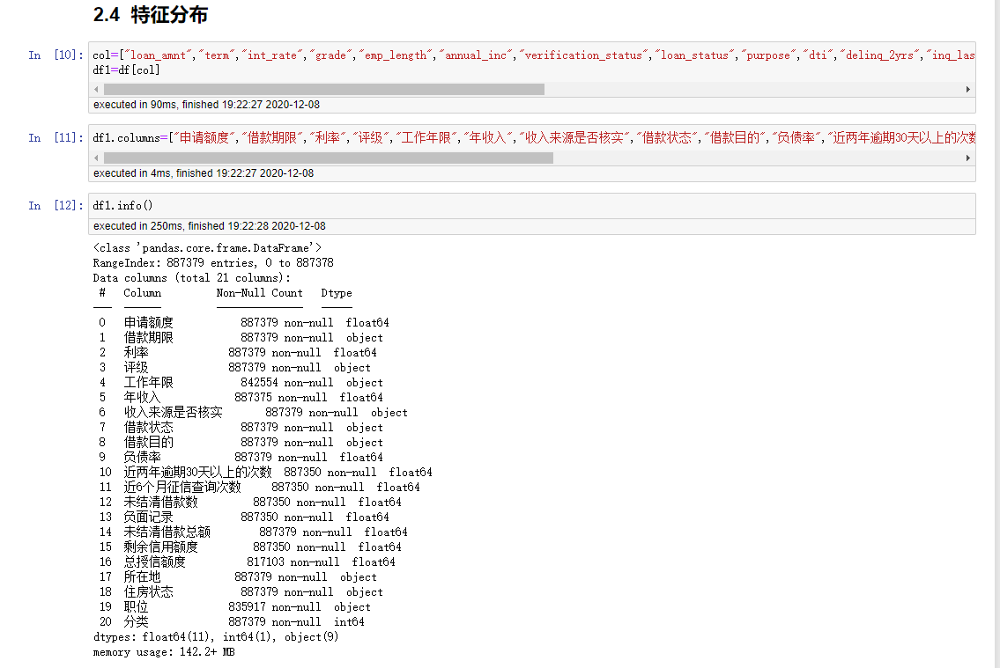 2.4 特征分布
In [10]: col=["loan_amnt","term","int_rate","grade","emp_length","annual_inc","verification_status","loan_status","purpose","dti","delinq_2yrs","inq_las
df1=df[col]
executed in 90ms, finished 19:22:27 2020-12-08
In [11]: df1.columns=["申请额度","借款期限","利率","评级","工作年限","年收入","收入来源是否核实","借款状态","借款目的","负债率","近两年逾期30天以上的次数
executed in 4ms, finished 19:22:27 2020-12-08
In [12]: df1.info()
executed in 250ms, finished 19:22:28 2020-12-08
<class 'pandas.core.frame.DataFrame'>
RangeIndex: 887379 entries, 0 to 887378
Data columns (total 21 columns):
# Column Non-Null Count Dtype
--- ------ -------------- -----
0 申请额度 887379 non-null float64
1 借款期限 887379 non-null object
2 利率 887379 non-null float64
3 评级 887379 non-null object
4 工作年限 842554 non-null object
5 年收入 887375 non-null float64
6 收入来源是否核实 887379 non-null object
7 借款状态 887379 non-null object
8 借款目的 887379 non-null object
9 负债率 887379 non-null float64
10 近两年逾期30天以上的次数 887350 non-null float64
11 近6个月征信查询次数 887350 non-null float64
12 未结清借款数 887350 non-null float64
13 负面记录 887350 non-null float64
14 未结清借款总额 887379 non-null float64
15 剩余信用额度 887350 non-null float64
16 总授信额度 817103 non-null float64
17 所在地 887379 non-null object
18 住房状态 887379 non-null object
19 职位 835917 non-null object
20 分类 887379 non-null int64
dtypes: float64(11), int64(1), object(9)
memory usage: 142.2+ MB